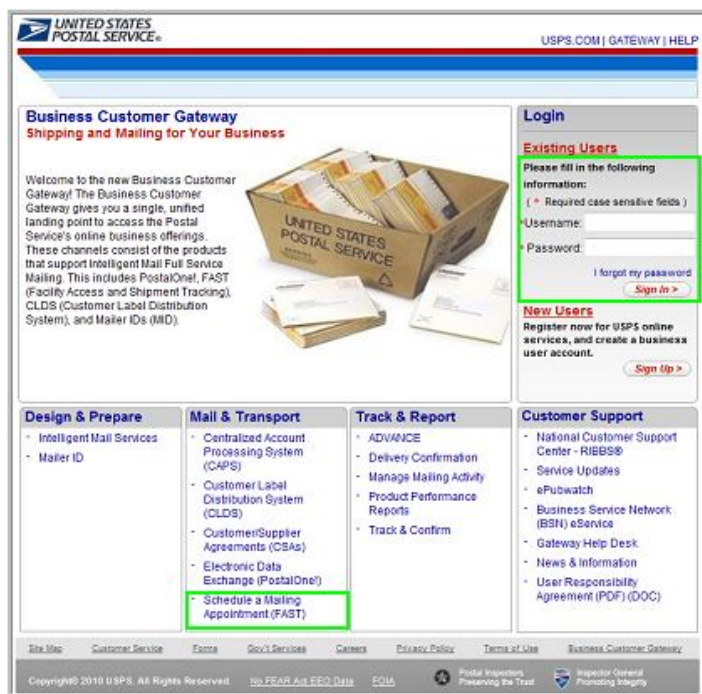 UNITED STATES
POSTAL SERVICE®
USPS.COM | GATEWAY | HELP
Business Customer Gateway
Shipping and Mailing for Your Business
Welcome to the new Business Customer
Gateway! The Business Customer
Gateway gives you a single, unified
landing point to access the Postal
Service's online business offerings.
These channels consist of the products
that support Intelligent Mail Full Service
Mailing. This includes PostalOne!, FAST
(Facility Access and Shipment Tracking),
CLDS (Customer Label Distribution
System), and Mailer IDs (MID).
UNITED STATES
POSTAL SERVICE
Login
Existing Users
Please fill in the following
information:
( * Required case sensitive fields )
*Username:
* Password:
I forgot my password
Sign In >
New Users
Register now for USPS online
services, and create a business
user account.
Sign Up >
Design & Prepare
- Intelligent Mail Services
- Mailer ID
Mail & Transport
- Centralized Account
Processing System
(CAPS)
- Customer Label
Distribution System
(CLDS)
- Customer/Supplier
Agreements (CSAs)
- Electronic Data
Exchange (PostalOne!)
- Schedule a Mailing
Appointment (FAST)
Track & Report
- ADVANCE
- Delivery Confirmation
- Manage Mailing Activity
- Product Performance
Reports
- Track & Confirm
Customer Support
- National Customer Support
Center - RIBBS®
- Service Updates
- ePubwatch
- Business Service Network
(BSN) eService
- Gateway Help Desk
- News & Information
- User Responsibility
Agreement (PDF) (DOC)
Site Map Customer Service Forms Gov't Services Careers Privacy Policy Terms of Use Business Customer Gateway
Copyright© 2010 USPS. All Rights Reserved. No FEAR Act EEO Data FOIA
Postal Inspectors
Preserving the Trust
Inspector General
Promoting Integrity